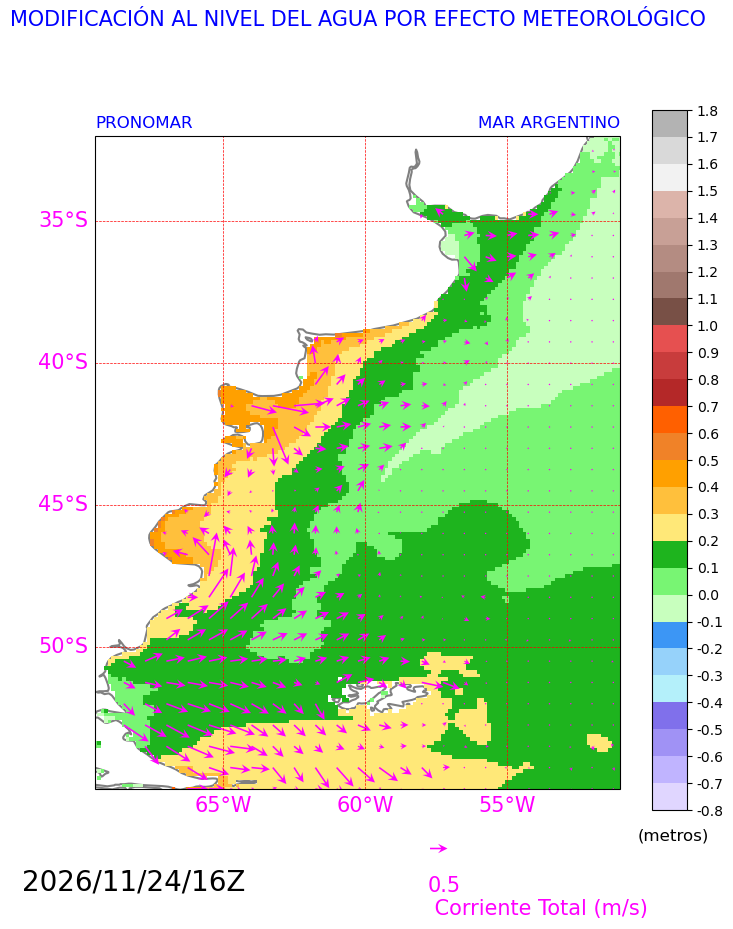 MODIFICACIÓN AL NIVEL DEL AGUA POR EFECTO METEOROLÓGICO
PRONOMAR MAR ARGENTINO
35°S
40°S
45°S
50°S
65°W 60°W 55°W
1.8
1.7
1.6
1.5
1.4
1.3
1.2
1.1
1.0
0.9
0.8
0.7
0.6
0.5
0.4
0.3
0.2
0.1
0.0
-0.1
-0.2
-0.3
-0.4
-0.5
-0.6
-0.7
-0.8
(metros)
2026/11/24/16Z
0.5
Corriente Total (m/s)